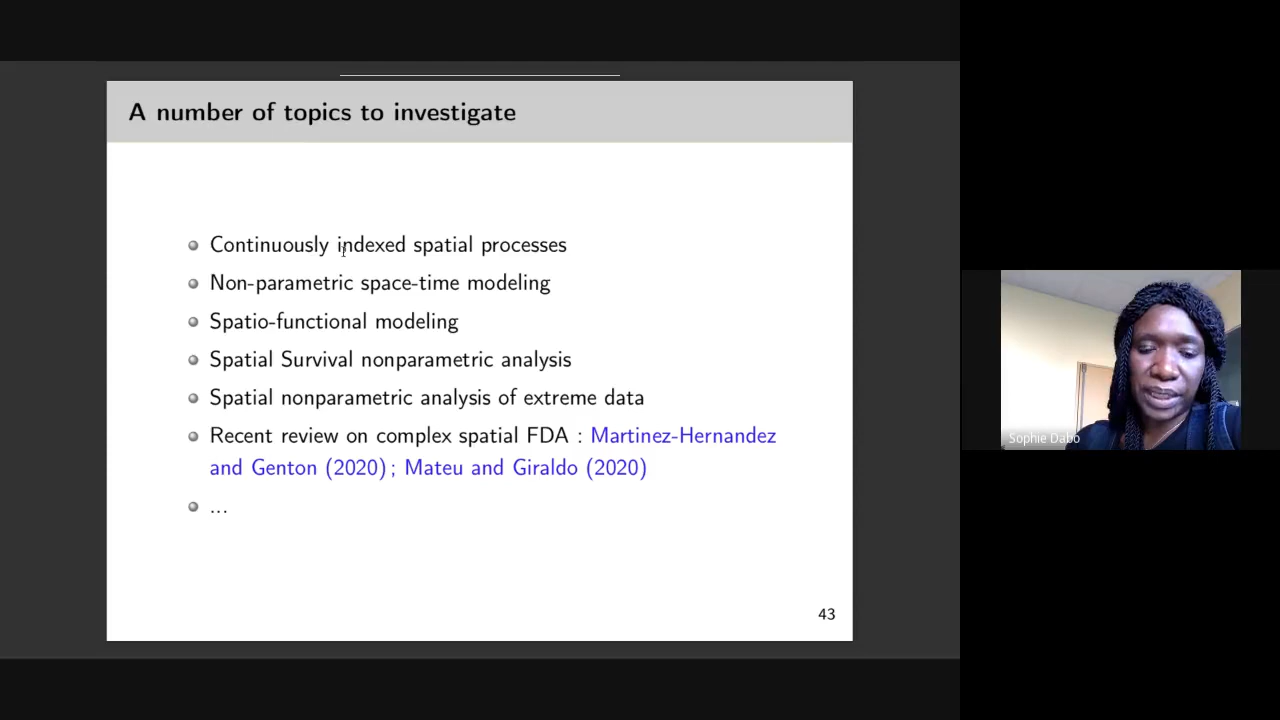 A number of topics to investigate
Continuously indexed spatial processes
Non-parametric space-time modeling
Spatio-functional modeling
Spatial Survival nonparametric analysis
Spatial nonparametric analysis of extreme data
Recent review on complex spatial FDA : Martinez-Hernandez
and Genton (2020) ; Mateu and Giraldo (2020)
...
43
Sophie Dabo